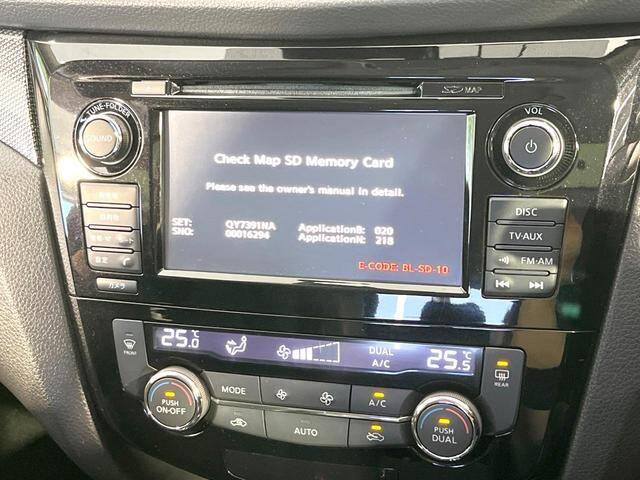 SD MAP
TUNE·FOLDER
SOUND
VOL
Check Map SD Memory Card
Please see the owner's manual in detail.
SET: QY7391NA ApplicationB: 020
SNO: 00016294 ApplicationN: 218
E-CODE: BL-SD-10
カメラ
DISC
TV·AUX
FM·AM
FRONT
25.0 °C
DUAL
A/C
25.5 °C
REAR
PUSH
ON·OFF
MODE
A/C
AUTO
PUSH
DUAL